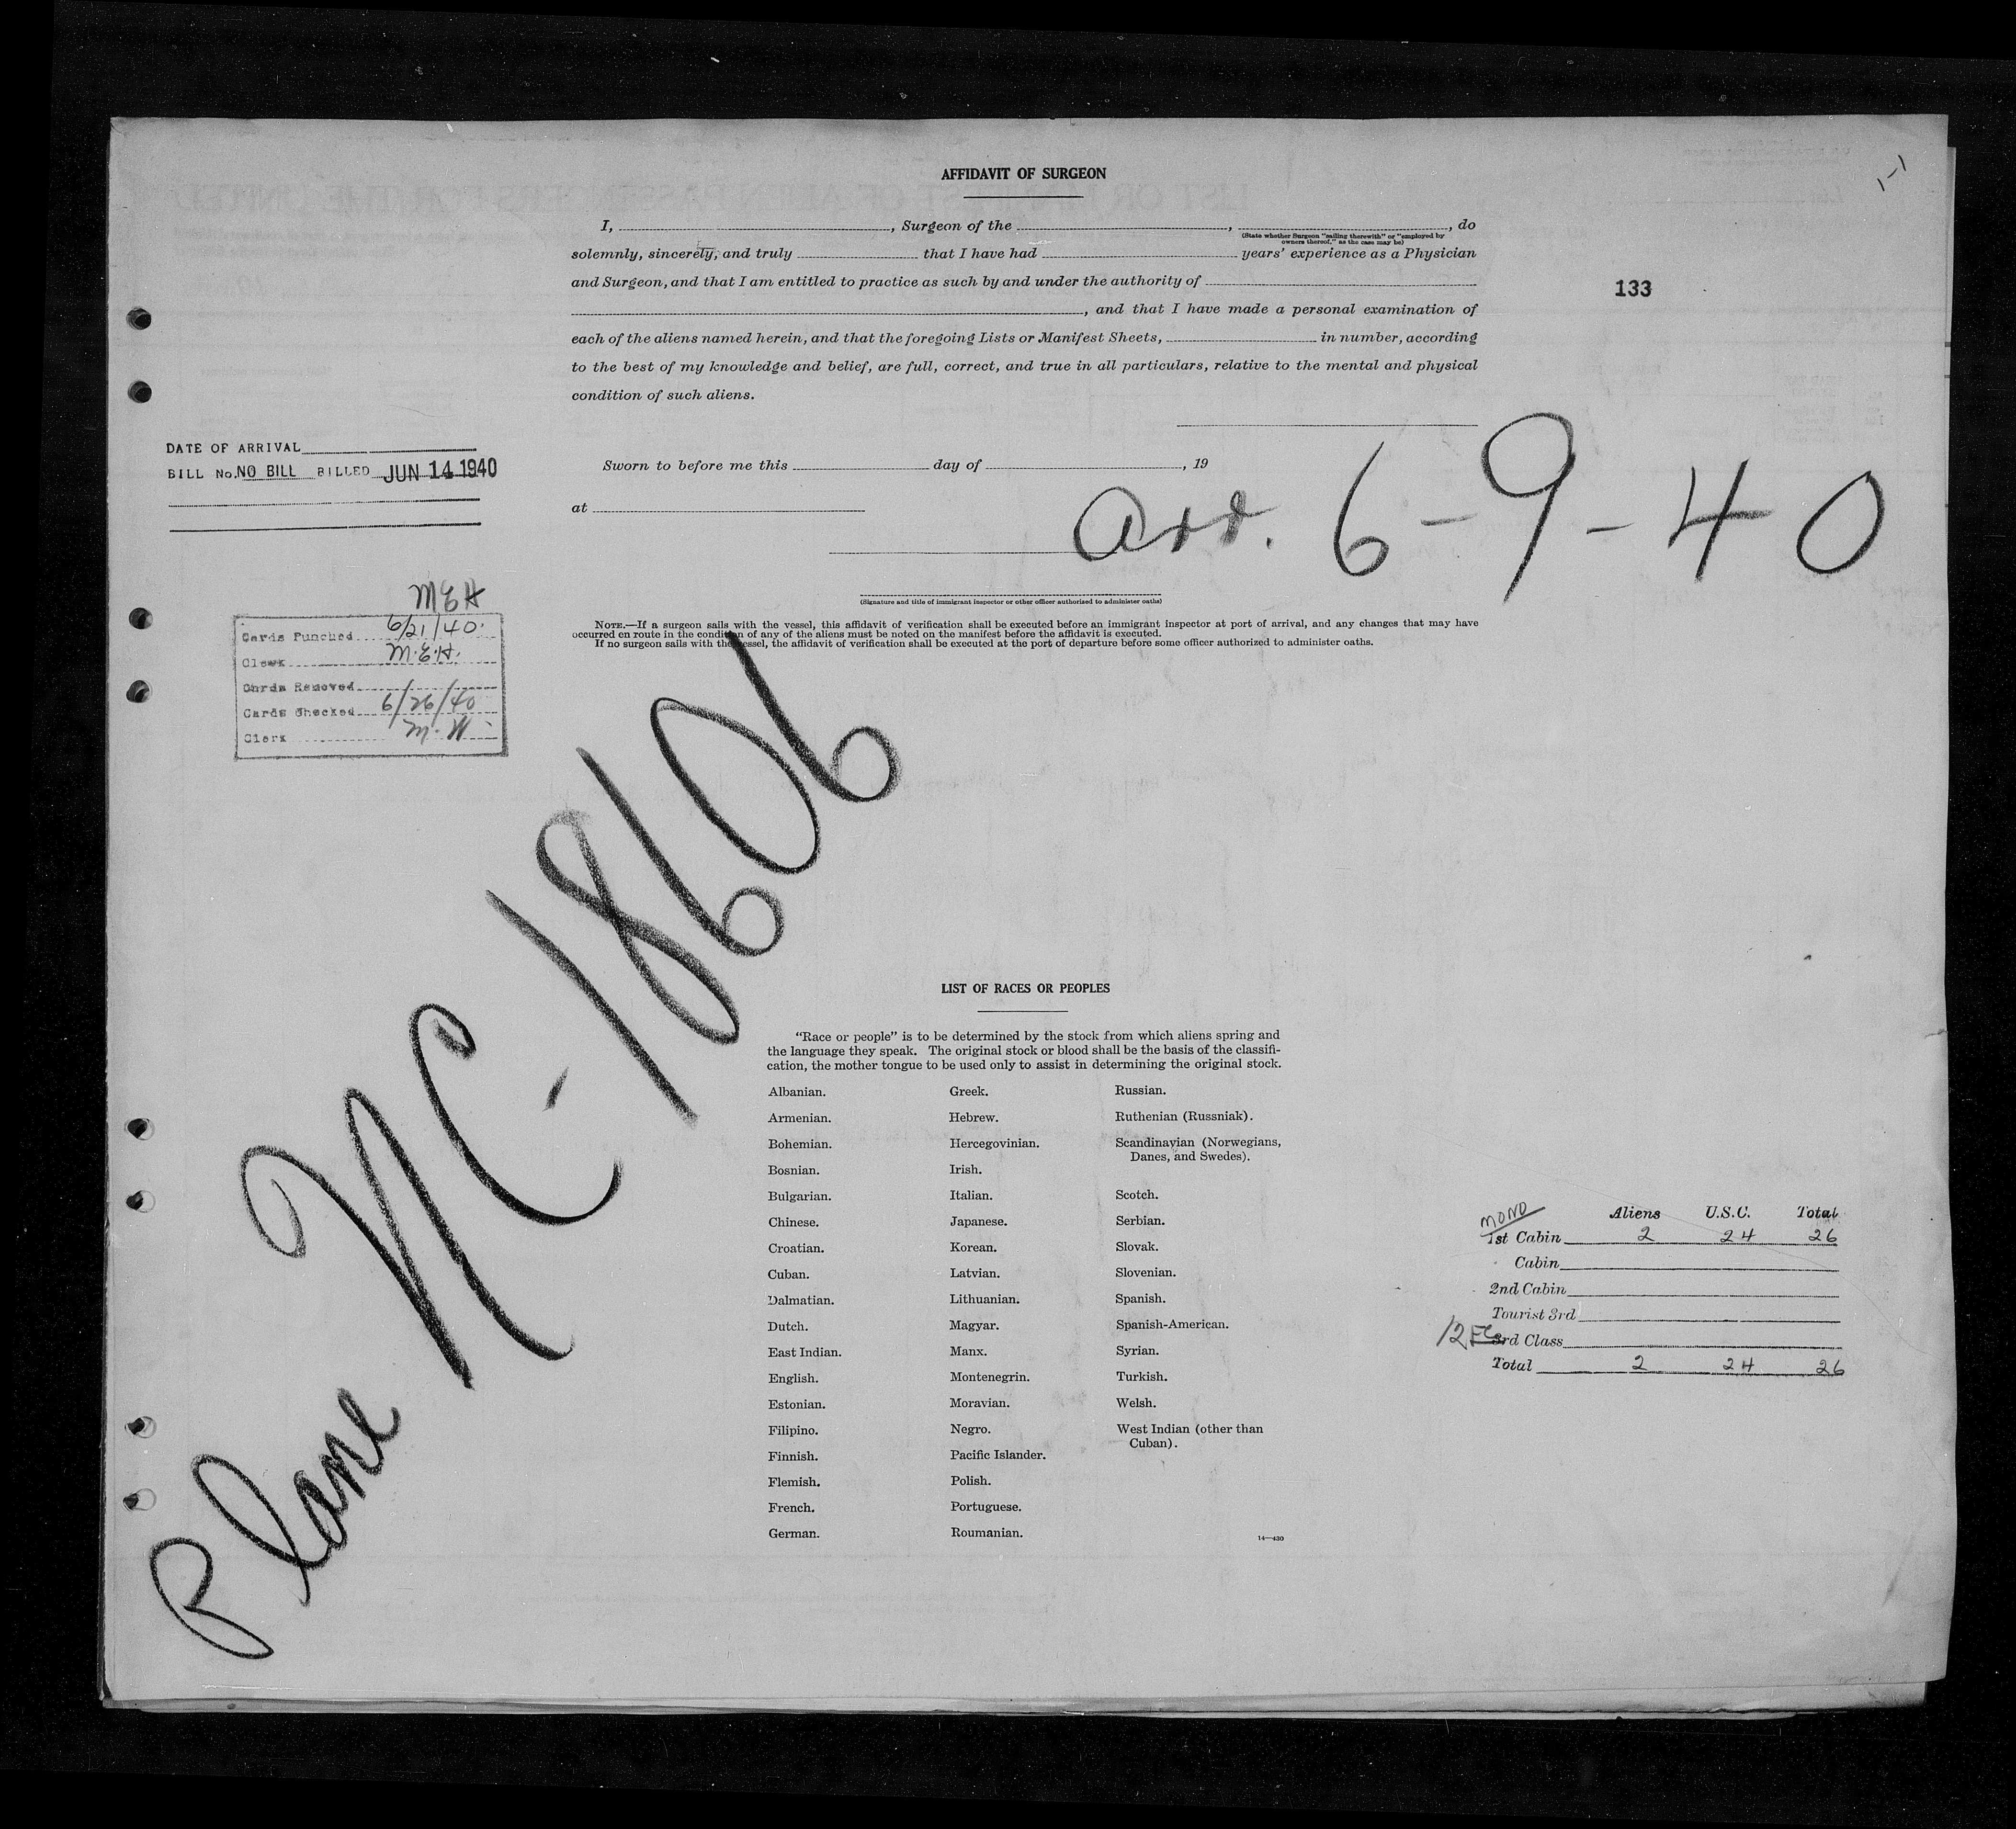 1-1
AFFIDAVIT OF SURGEON
I, , Surgeon of the , , do
(State whether Surgeon "sailing therewith" or "employed by
owners thereof," as the case may be)
solemnly, sincerely, and truly that I have had years' experience as a Physician
and Surgeon, and that I am entitled to practice as such by and under the authority of
, and that I have made a personal examination of
each of the aliens named herein, and that the foregoing Lists or Manifest Sheets, in number, according
to the best of my knowledge and belief, are full, correct, and true in all particulars, relative to the mental and physical
condition of such aliens.
133
DATE OF ARRIVAL
BILL No. NO BILL BILLED JUN 14 1940
Sworn to before me this day of , 19
at
Arr. 6-9-40
(Signature and title of immigrant inspector or other officer authorized to administer oaths)
NOTE.—If a surgeon sails with the vessel, this affidavit of verification shall be executed before an immigrant inspector at port of arrival, and any changes that may have
occurred en route in the condition of any of the aliens must be noted on the manifest before the affidavit is executed.
If no surgeon sails with the vessel, the affidavit of verification shall be executed at the port of departure before some officer authorized to administer oaths.
MEH
Cards Punched 6/21/40.
Clerk M.E.H.
Cards Removed
Cards Checked 6/26/40
Clerk M.W
Plane NC-18606
LIST OF RACES OR PEOPLES
"Race or people" is to be determined by the stock from which aliens spring and
the language they speak. The original stock or blood shall be the basis of the classifi-
cation, the mother tongue to be used only to assist in determining the original stock.
Albanian.
Armenian.
Bohemian.
Bosnian.
Bulgarian.
Chinese.
Croatian.
Cuban.
Dalmatian.
Dutch.
East Indian.
English.
Estonian.
Filipino.
Finnish.
Flemish.
French.
German.
Greek.
Hebrew.
Hercegovinian.
Irish.
Italian.
Japanese.
Korean.
Latvian.
Lithuanian.
Magyar.
Manx.
Montenegrin.
Moravian.
Negro.
Pacific Islander.
Polish.
Portuguese.
Roumanian.
Russian.
Ruthenian (Russniak).
Scandinavian (Norwegians,
Danes, and Swedes).
Scotch.
Serbian.
Slovak.
Slovenian.
Spanish.
Spanish-American.
Syrian.
Turkish.
Welsh.
West Indian (other than
Cuban).
14—430
MONO
Aliens U.S.C. Total
1st Cabin 2 24 26
Cabin
2nd Cabin
Tourist 3rd
3rd Class
Total 2 24 26